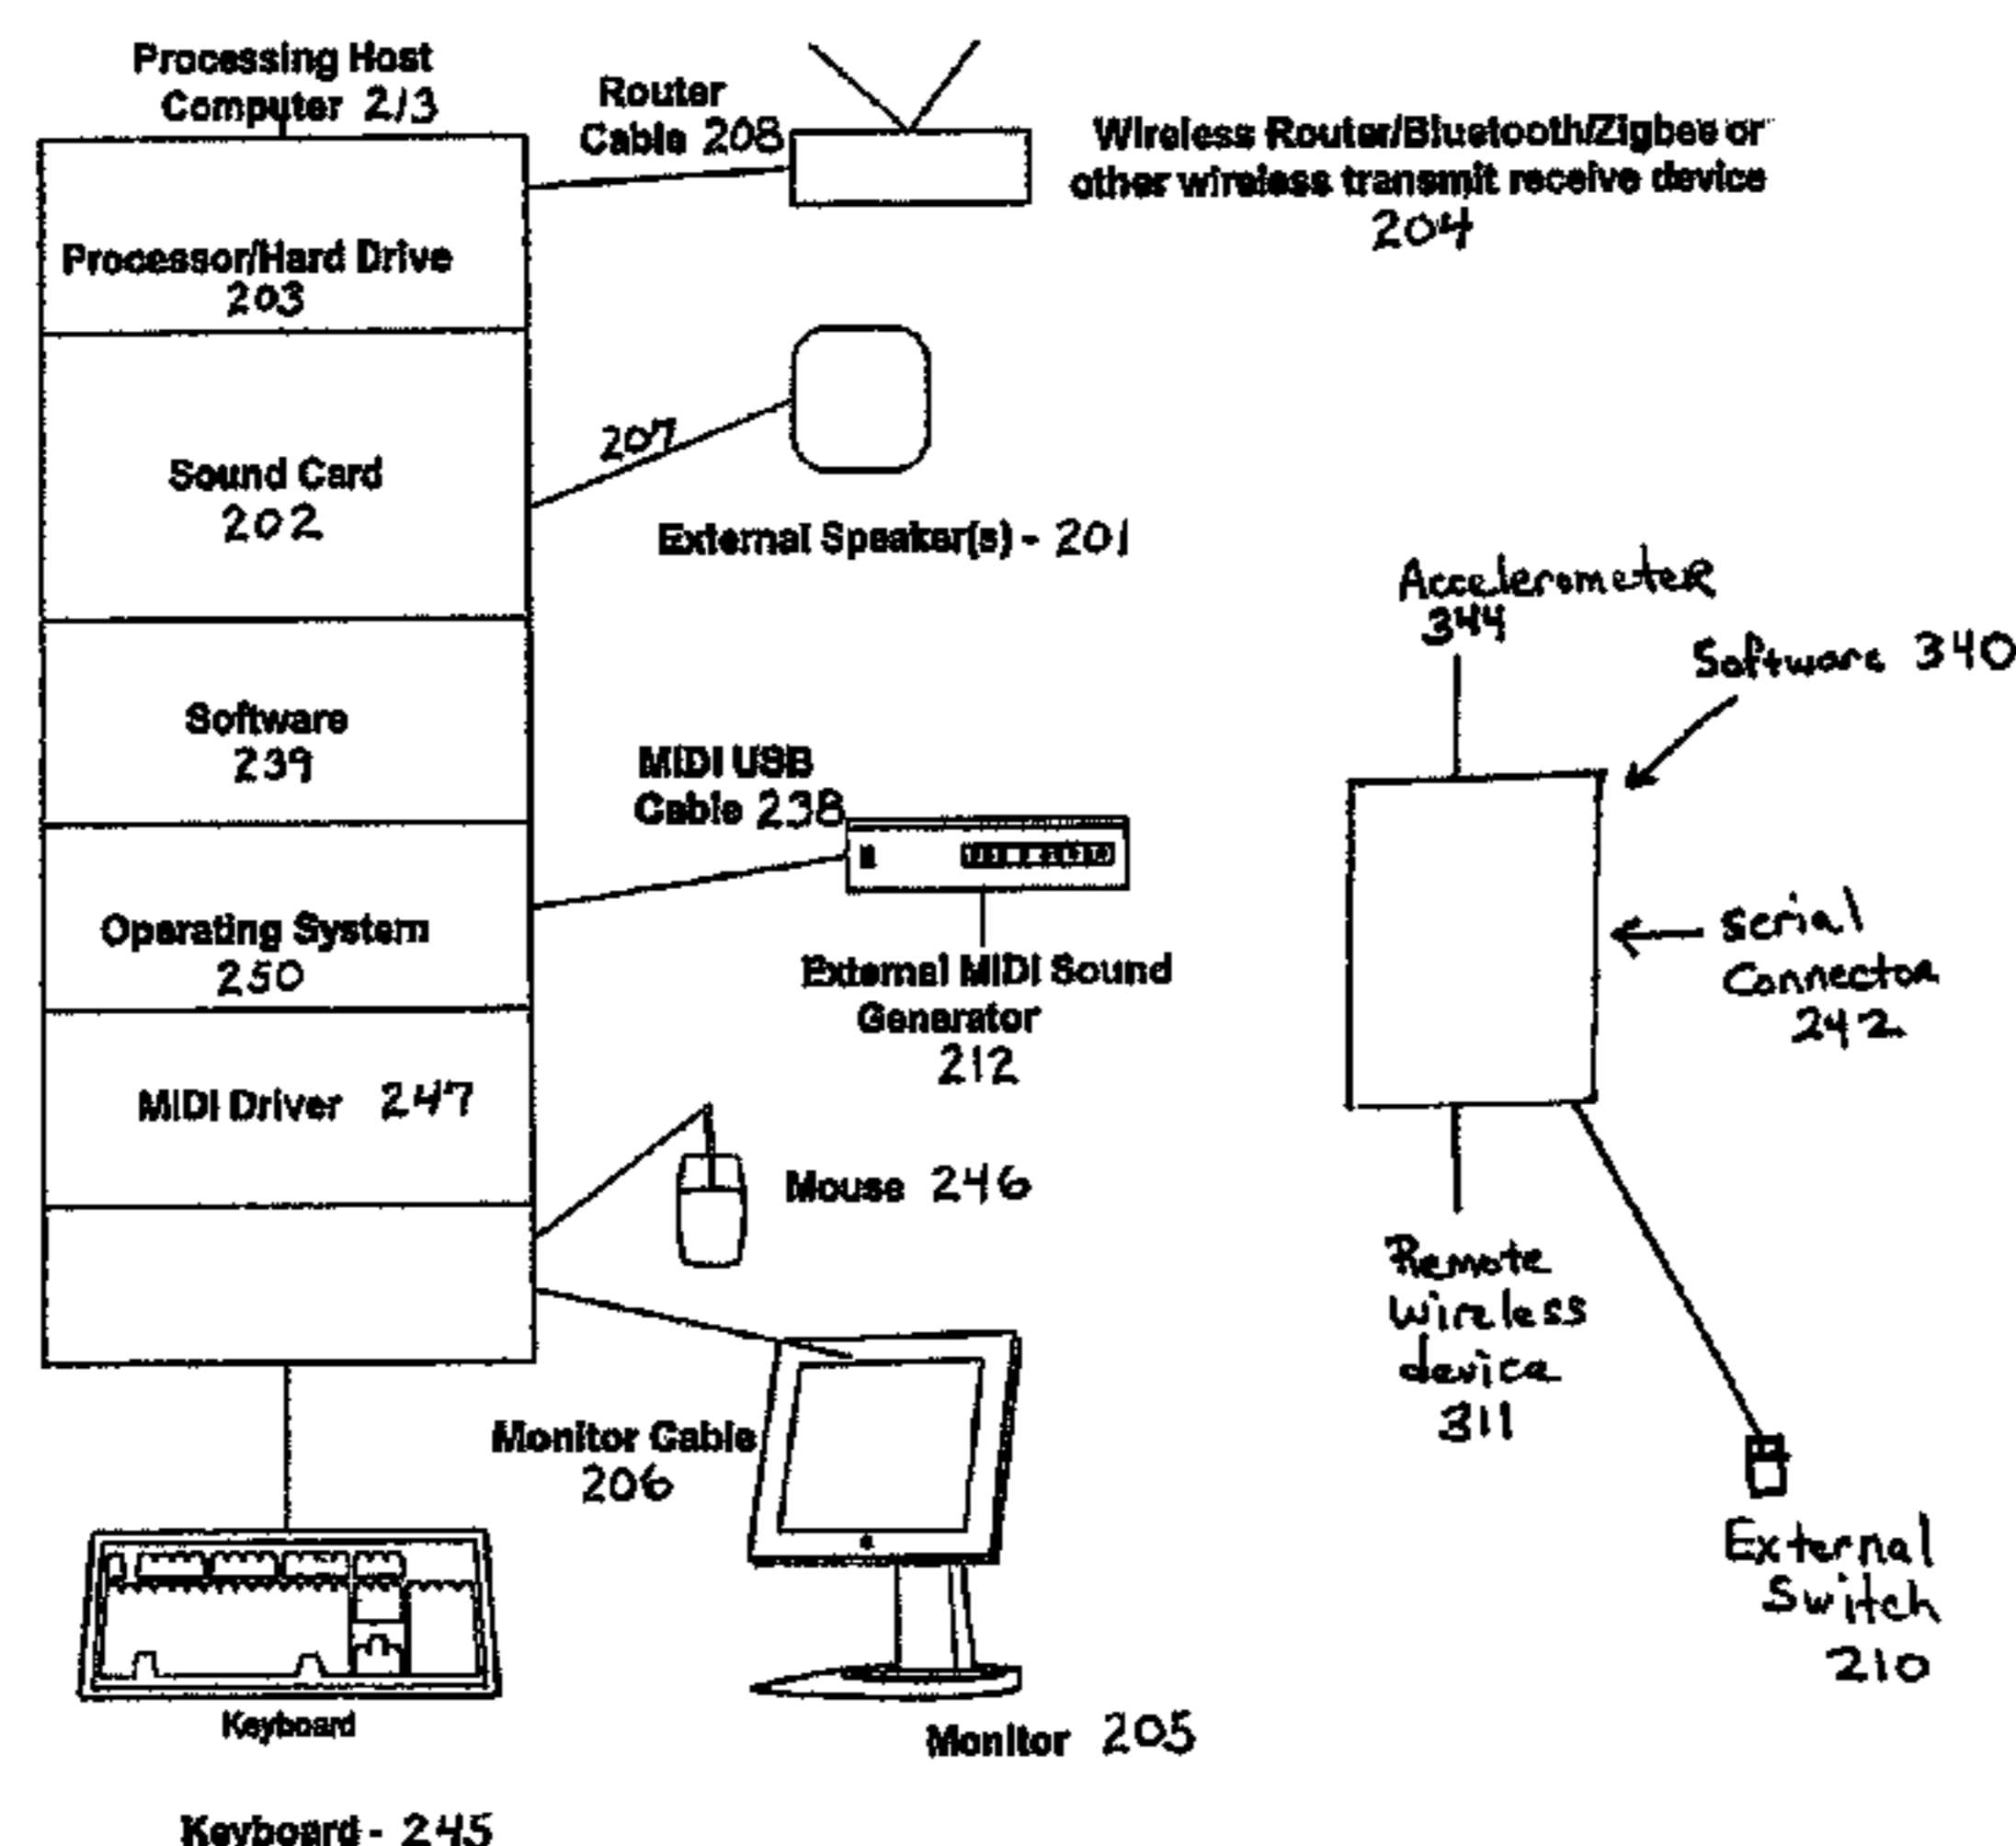 Processing Host
Computer 213
Router
Cable 208
Wireless Router/Bluetooth/Zigbee or
other wireless transmit receive device
204
Processor/Hard Drive
203
Sound Card
202
207
External Speaker(s) - 201
Accelerometer
344
Software 340
Software
239
MIDI USB
Cable 238
Serial
Connector
242
Operating System
250
External MIDI Sound
Generator
212
MIDI Driver 247
Mouse 246
Remote
Wireless
device
311
Monitor Cable
206
External
Switch
210
Keyboard
Monitor 205
Keyboard - 245